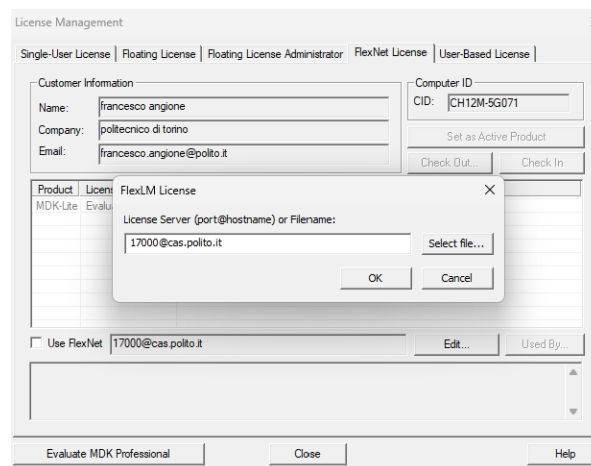 License Management
Single-User License Floating License Floating License Administrator FlexNet License User-Based License
Customer Information
Name: francesco angione
Company: politecnico di torino
Email: francesco.angione@polito.it
Computer ID
CID: CH12M-5G071
Set as Active Product
Check Out... Check In
Product Licens
MDK-Lite Evalu
FlexLM License
License Server (port@hostname) or Filename:
17000@cas.polito.it Select file...
OK Cancel
Use FlexNet 17000@cas.polito.it Edit... Used By...
Evaluate MDK Professional Close Help